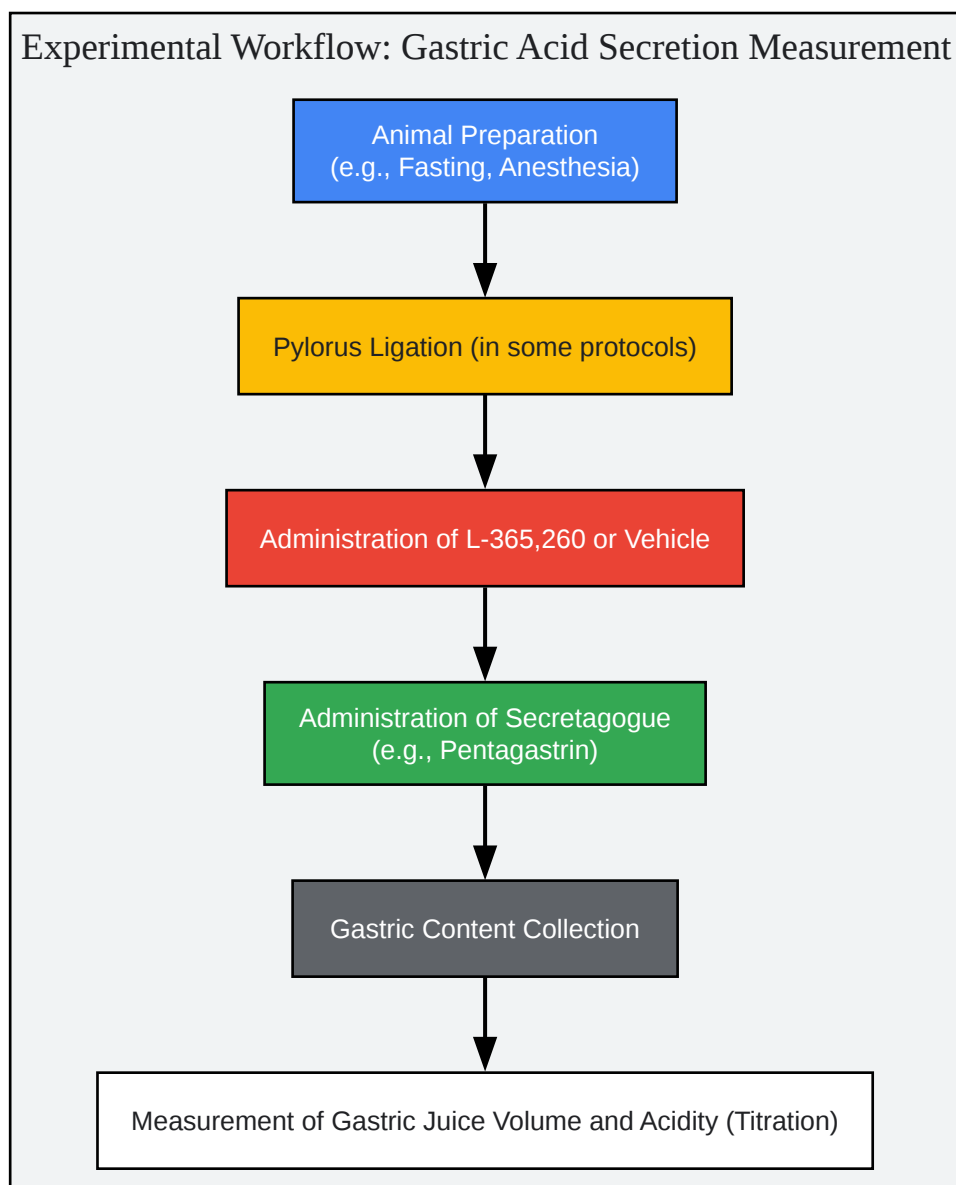 Experimental Workflow: Gastric Acid Secretion Measurement
Animal Preparation
(e.g., Fasting, Anesthesia)
Pylorus Ligation (in some protocols)
Administration of L-365,260 or Vehicle
Administration of Secretagogue
(e.g., Pentagastrin)
Gastric Content Collection
Measurement of Gastric Juice Volume and Acidity (Titration)